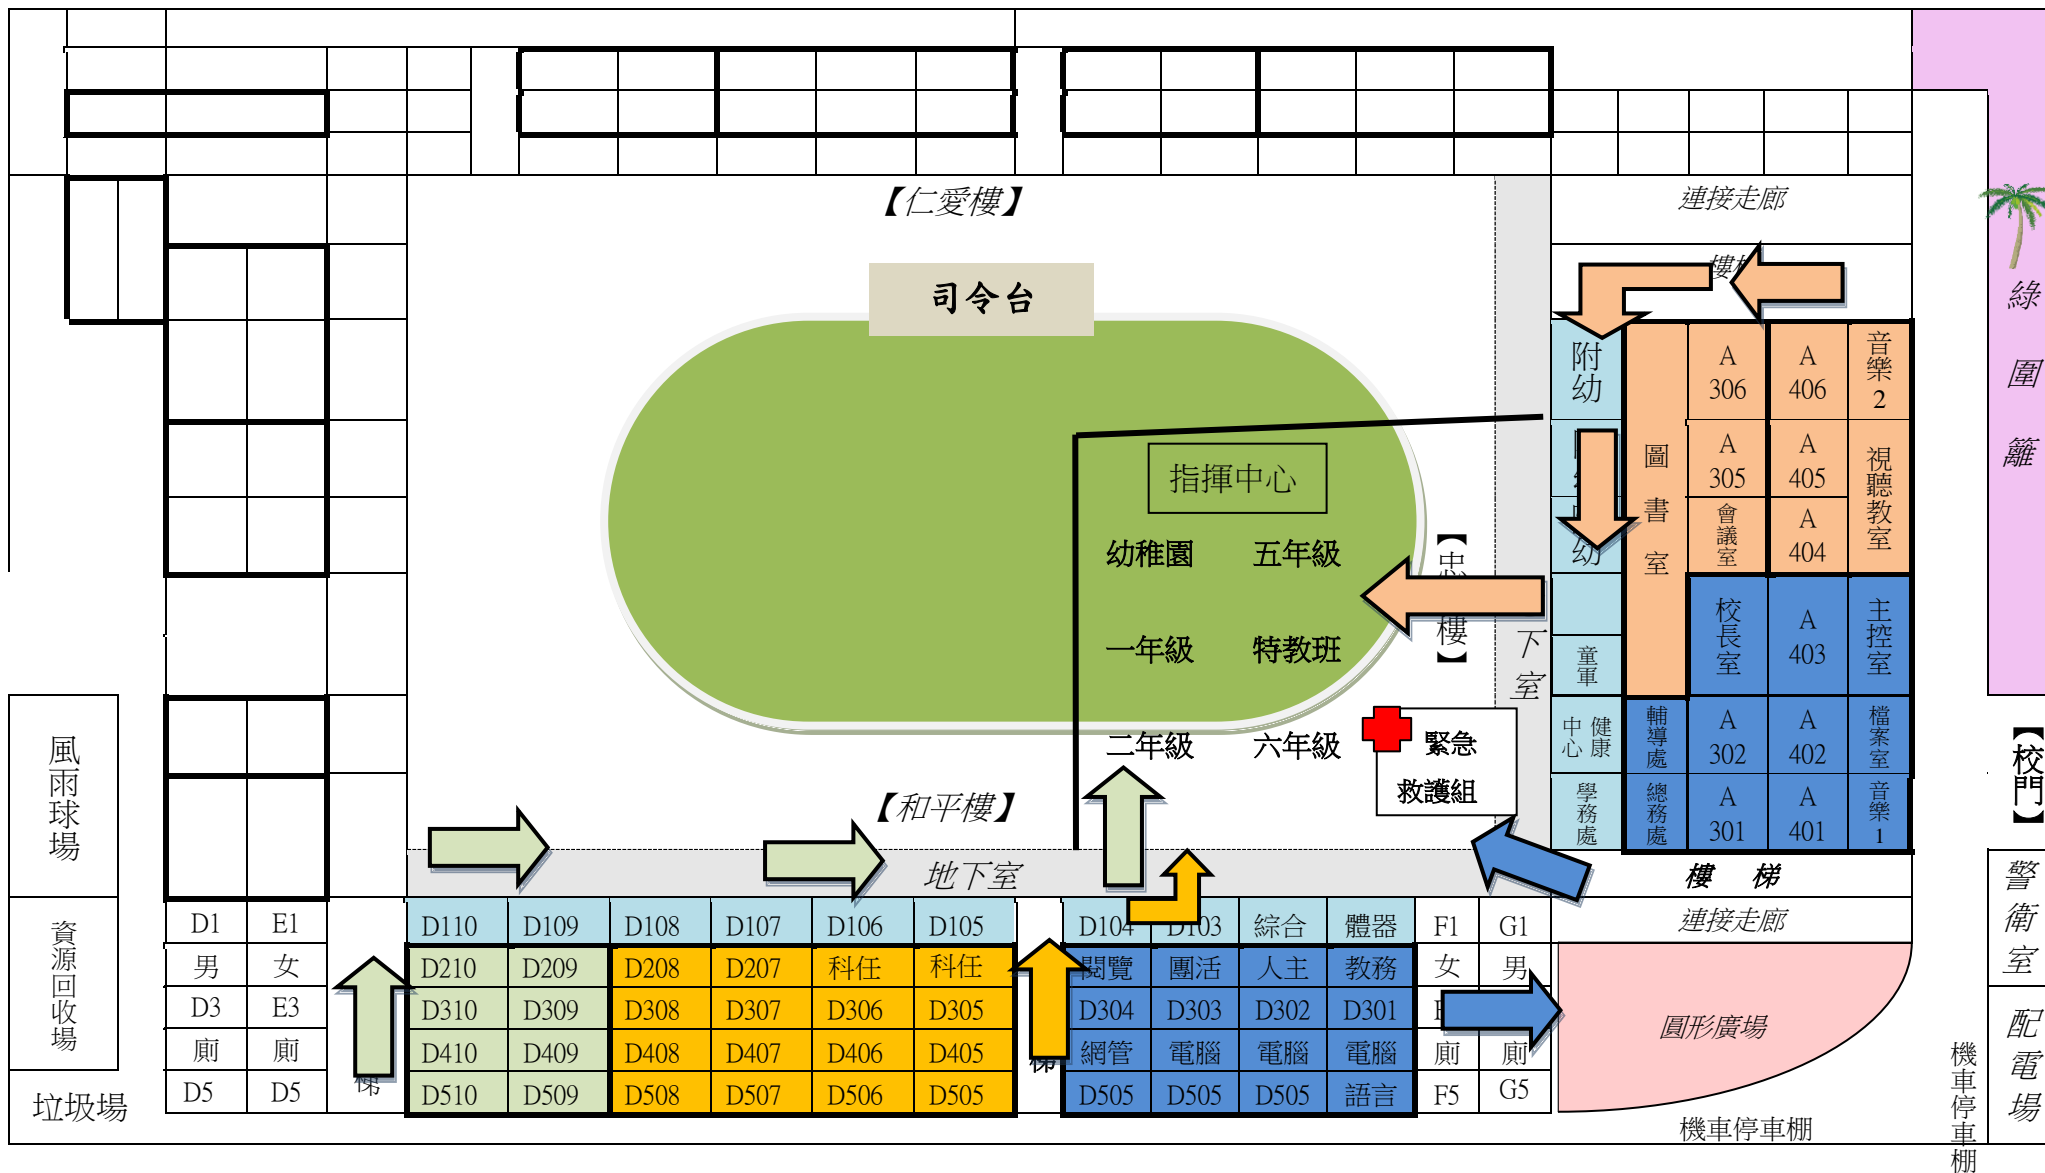 【仁愛樓】
連接走廊
司令台
綠圍籬
附幼
圖書室
A 306
A 406
音樂2
指揮中心
A 305
A 405
視聽教室
幼
會議室
A 404
幼稚園 五年級
【忠
樓】
一年級 特教班
下室
童軍
校長室
A 403
主控室
二年級 六年級
緊急
救護組
中心 健康
輔導處
A 302
A 402
檔案室
【校門】
風雨球場
【和平樓】
學務處
總務處
A 301
A 401
音樂1
地下室
樓 梯
警衛室
D1 E1 D110 D109 D108 D107 D106 D105 D104 D103 綜合 體器 F1 G1 連接走廊
資源回收場
男 女 D210 D209 D208 D207 科任 科任 閱覽 團活 人主 教務 女 男
D3 E3 D310 D309 D308 D307 D306 D305 D304 D303 D302 D301
圓形廣場
廁 廁 D410 D409 D408 D407 D406 D405 梯 網管 電腦 電腦 電腦 廁 廁
配電場
D5 D5 梯 D510 D509 D508 D507 D506 D505 D505 D505 D505 語言 F5 G5
垃圾場
機車停車棚
機車停車棚